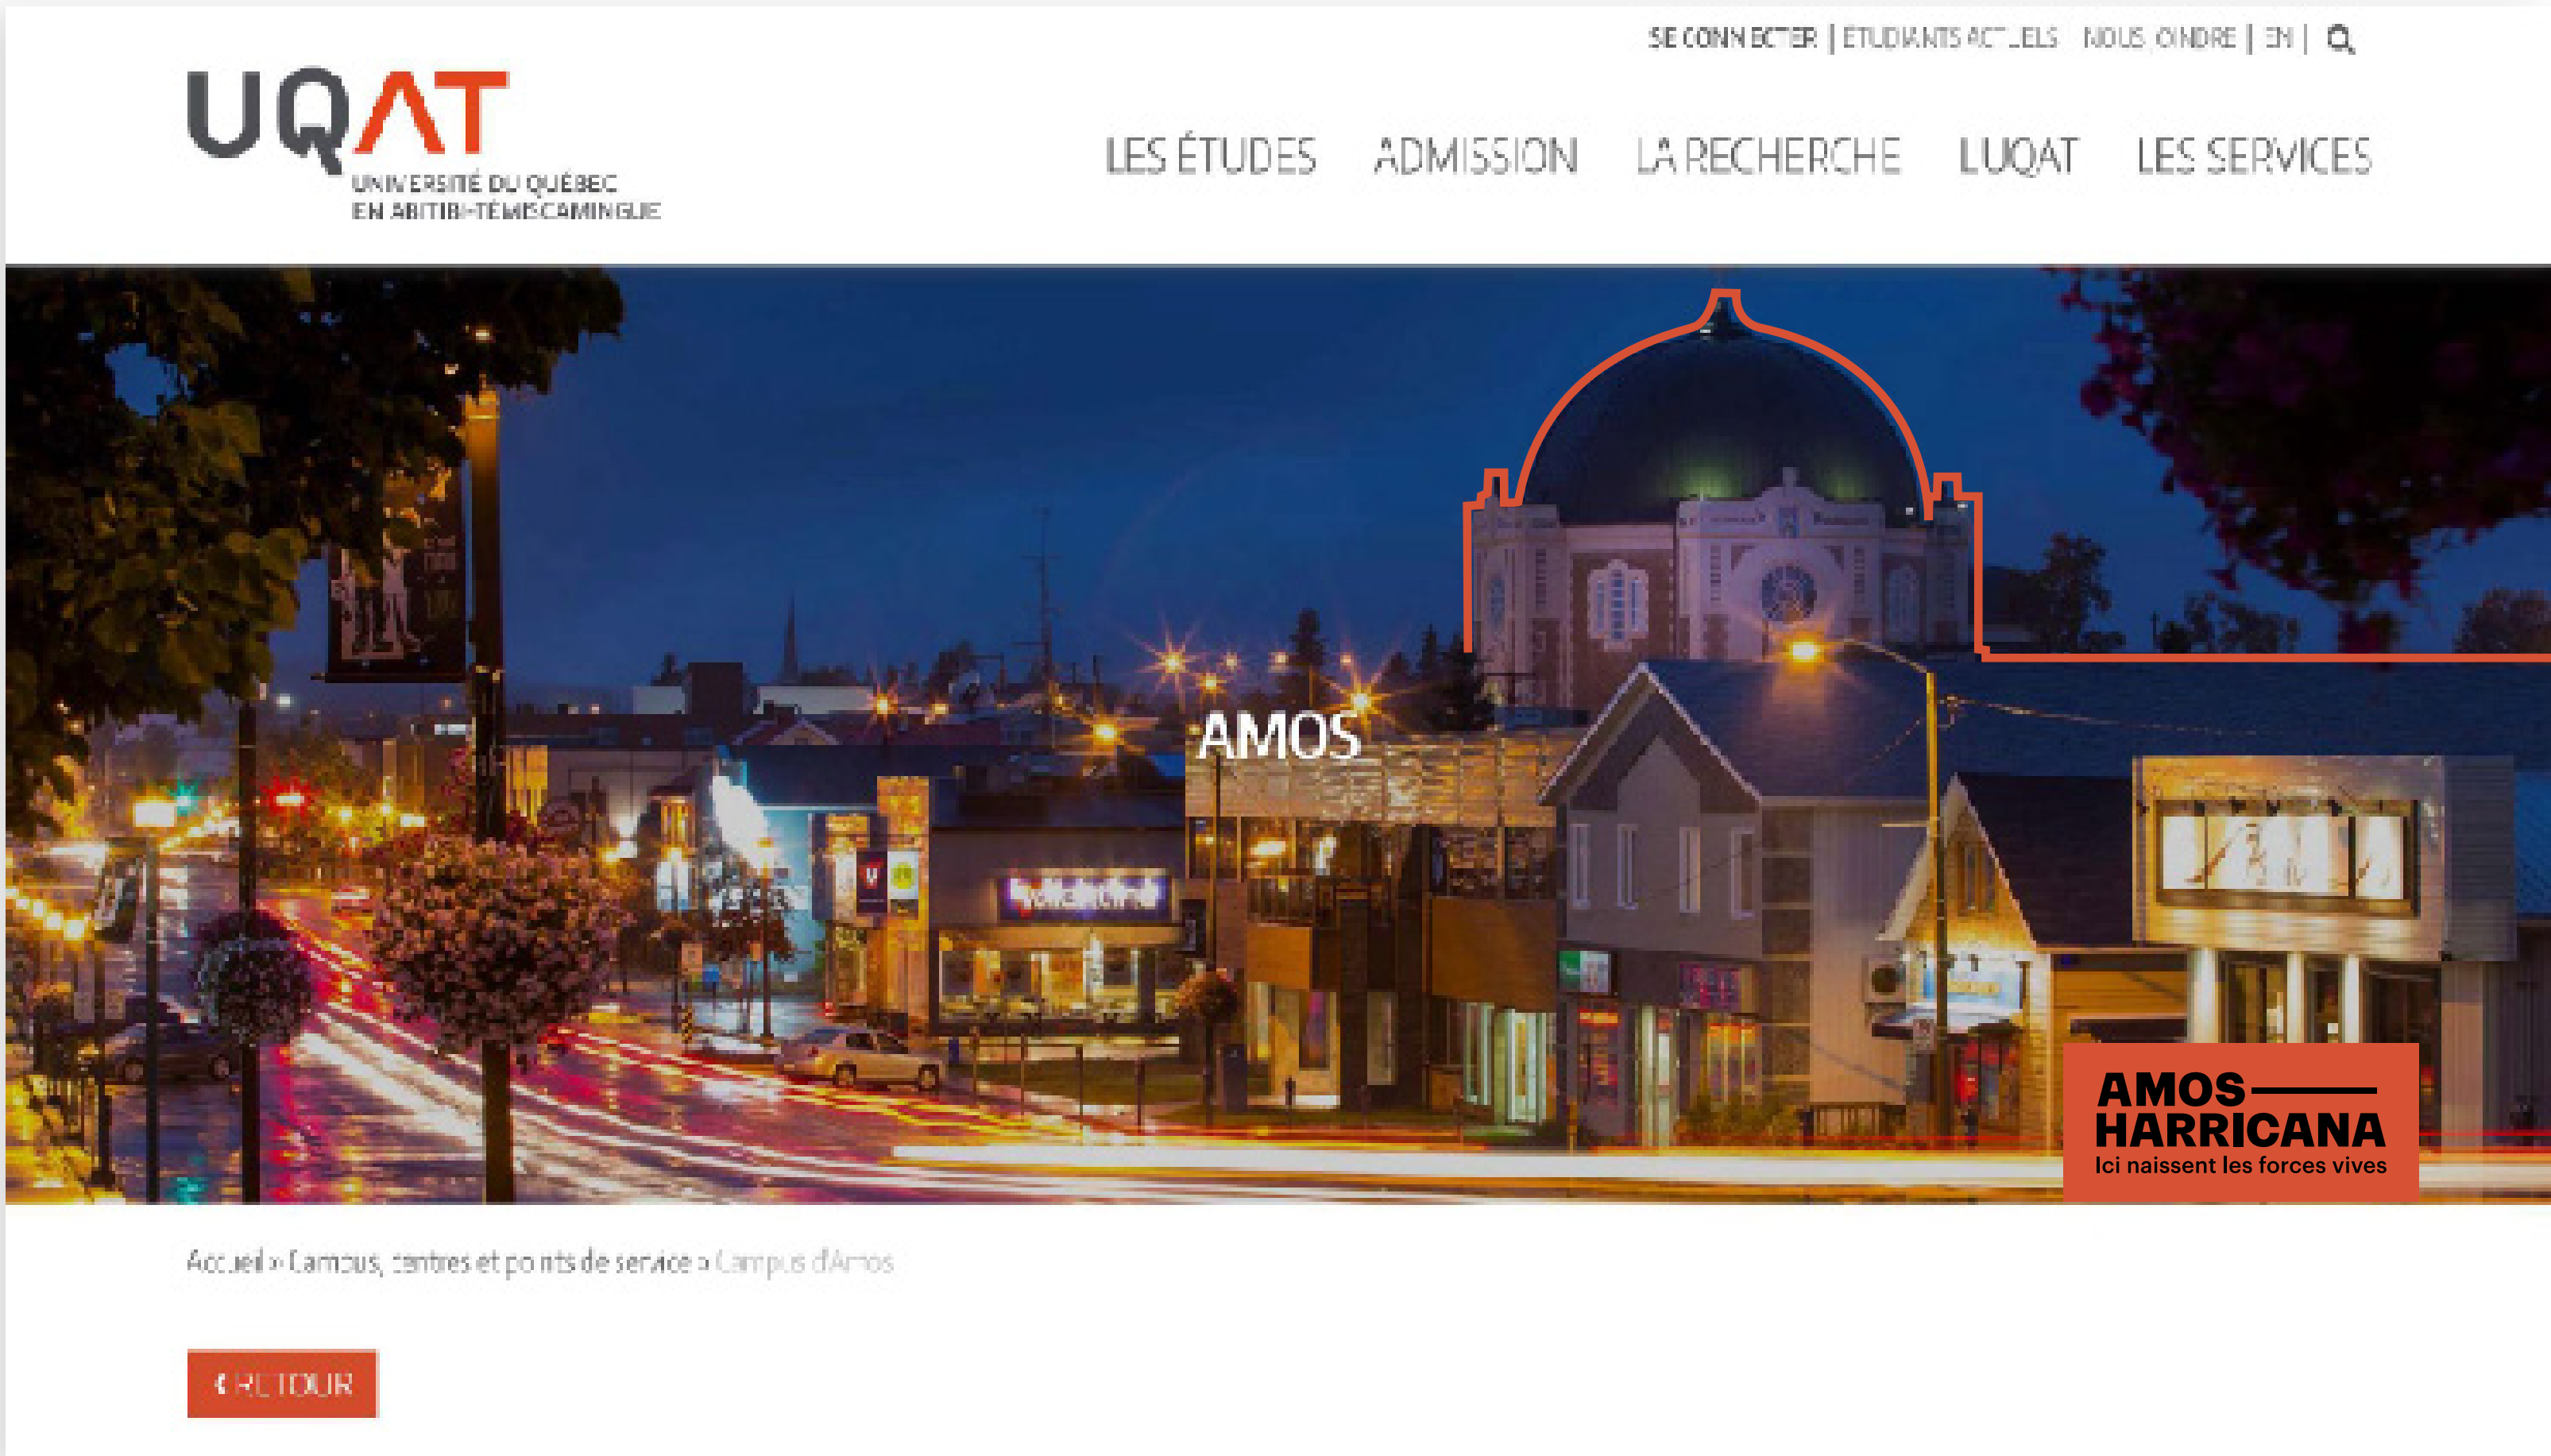 SE CONNECTER | ÉTUDIANTS ACTUELS NOUS JOINDRE | EN |
UQAT
UNIVERSITÉ DU QUÉBEC
EN ABITIBI-TÉMISCAMINGUE
LES ÉTUDES ADMISSION LA RECHERCHE L'UQAT LES SERVICES
AMOS
AMOS
HARRICANA
Ici naissent les forces vives
Accueil » Campus, centres et points de service » Campus d'Amos
RETOUR